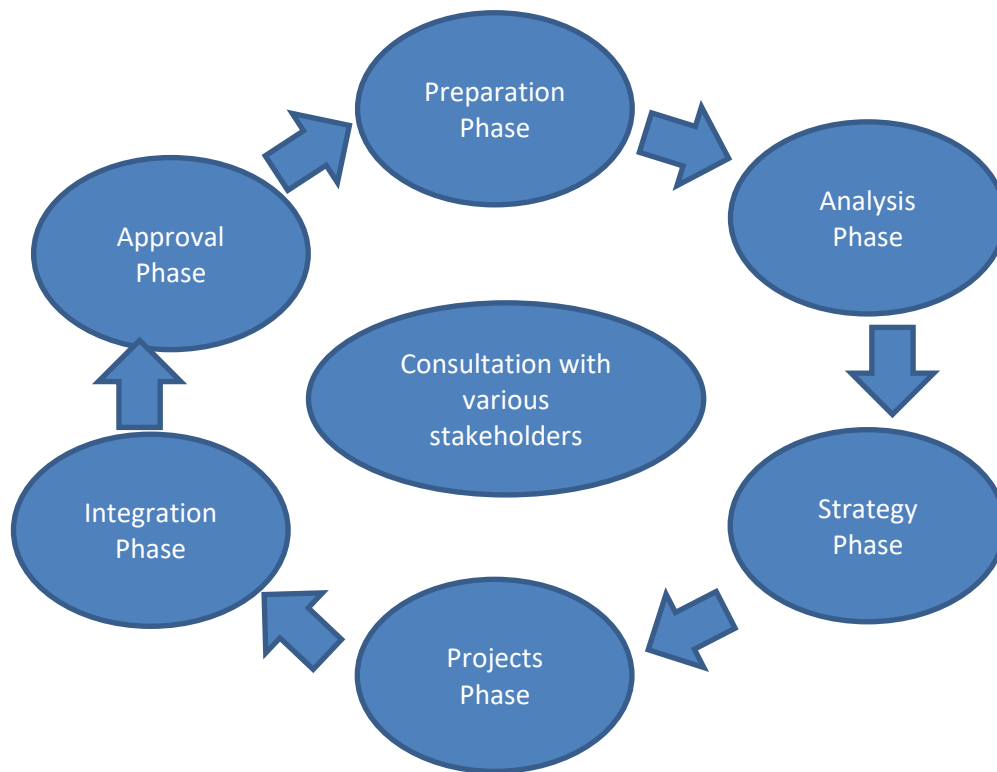 Preparation
Phase
Analysis
Phase
Strategy
Phase
Projects
Phase
Integration
Phase
Approval
Phase
Consultation with
various
stakeholders